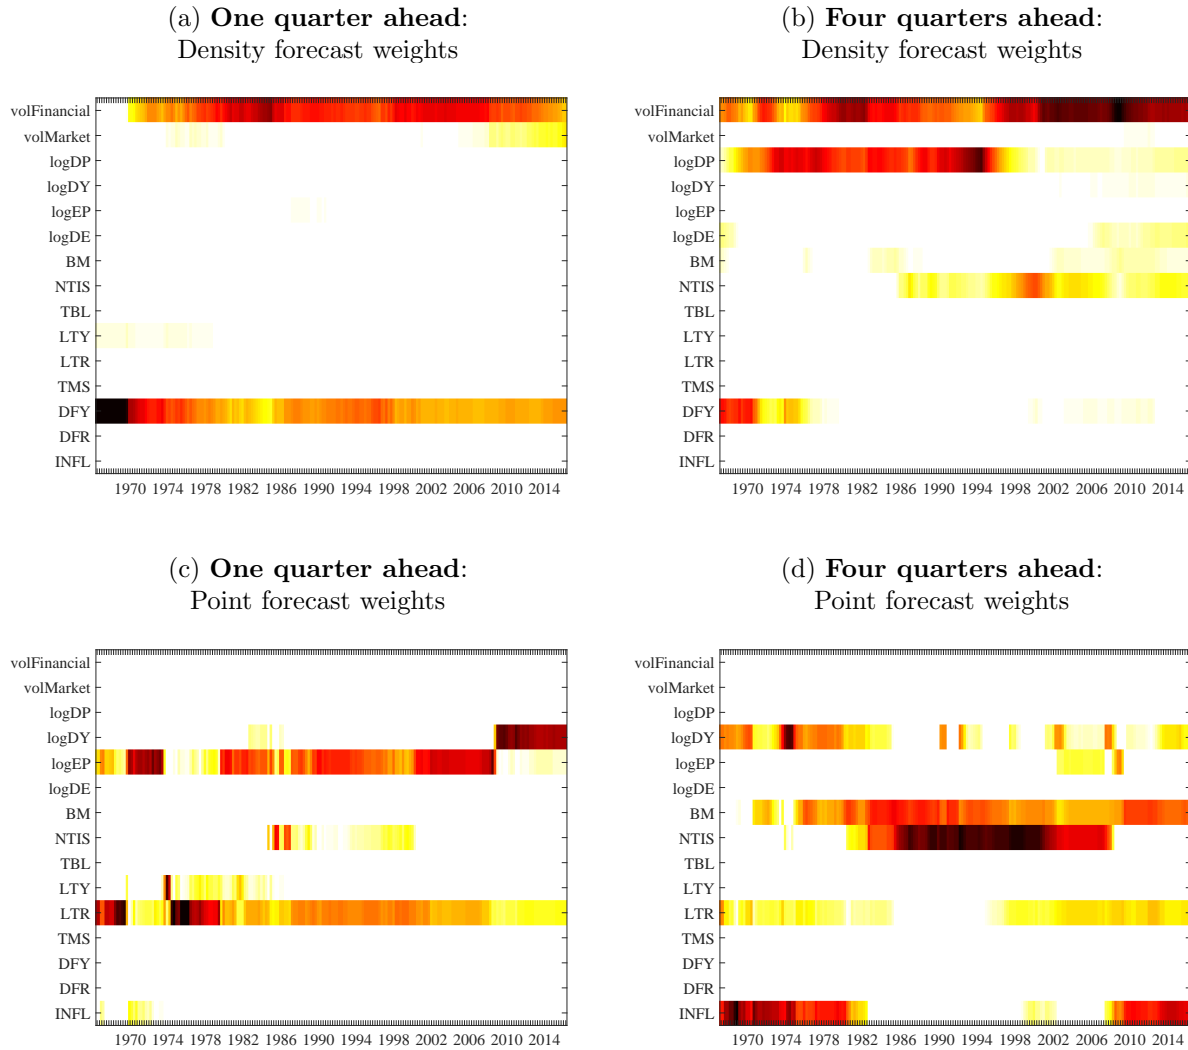 (a) One quarter ahead:
Density forecast weights
volFinancial
volMarket
logDP
logDY
logEP
logDE
BM
NTIS
TBL
LTY
LTR
TMS
DFY
DFR
INFL
1970 1974 1978 1982 1986 1990 1994 1998 2002 2006 2010 2014
(b) Four quarters ahead:
Density forecast weights
volFinancial
volMarket
logDP
logDY
logEP
logDE
BM
NTIS
TBL
LTY
LTR
TMS
DFY
DFR
INFL
1970 1974 1978 1982 1986 1990 1994 1998 2002 2006 2010 2014
(c) One quarter ahead:
Point forecast weights
volFinancial
volMarket
logDP
logDY
logEP
logDE
BM
NTIS
TBL
LTY
LTR
TMS
DFY
DFR
INFL
1970 1974 1978 1982 1986 1990 1994 1998 2002 2006 2010 2014
(d) Four quarters ahead:
Point forecast weights
volFinancial
volMarket
logDP
logDY
logEP
logDE
BM
NTIS
TBL
LTY
LTR
TMS
DFY
DFR
INFL
1970 1974 1978 1982 1986 1990 1994 1998 2002 2006 2010 2014